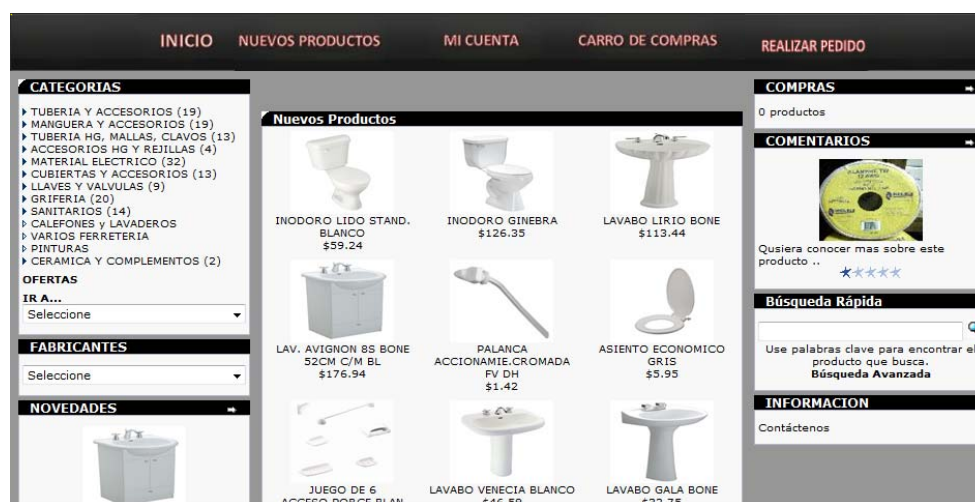 INICIO NUEVOS PRODUCTOS MI CUENTA CARRO DE COMPRAS REALIZAR PEDIDO
CATEGORIAS
TUBERIA Y ACCESORIOS (19)
MANGUERA Y ACCESORIOS (19)
TUBERIA HG, MALLAS, CLAVOS (13)
ACCESORIOS HG Y REJILLAS (4)
MATERIAL ELECTRICO (32)
CUBIERTAS Y ACCESORIOS (13)
LLAVES Y VALVULAS (9)
GRIFERIA (20)
SANITARIOS (14)
CALEFONES y LAVADEROS
VARIOS FERRETERIA
PINTURAS
CERAMICA Y COMPLEMENTOS (2)
OFERTAS
IR A...
Seleccione
FABRICANTES
Seleccione
NOVEDADES
Nuevos Productos
INODORO LIDO STAND.
BLANCO
$59.24
INODORO GINEBRA
$126.35
LAVABO LIRIO BONE
$113.44
LAV. AVIGNON 8S BONE
52CM C/M BL
$176.94
PALANCA
ACCIONAMIE.CROMADA
FV DH
$1.42
ASIENTO ECONOMICO
GRIS
$5.95
JUEGO DE 6
LAVABO VENECIA BLANCO
$46.59
LAVABO GALA BONE
COMPRAS
0 productos
COMENTARIOS
Qusiera conocer mas sobre este
producto ..
Búsqueda Rápida
Use palabras clave para encontrar el
producto que busca.
Búsqueda Avanzada
INFORMACION
Contáctenos